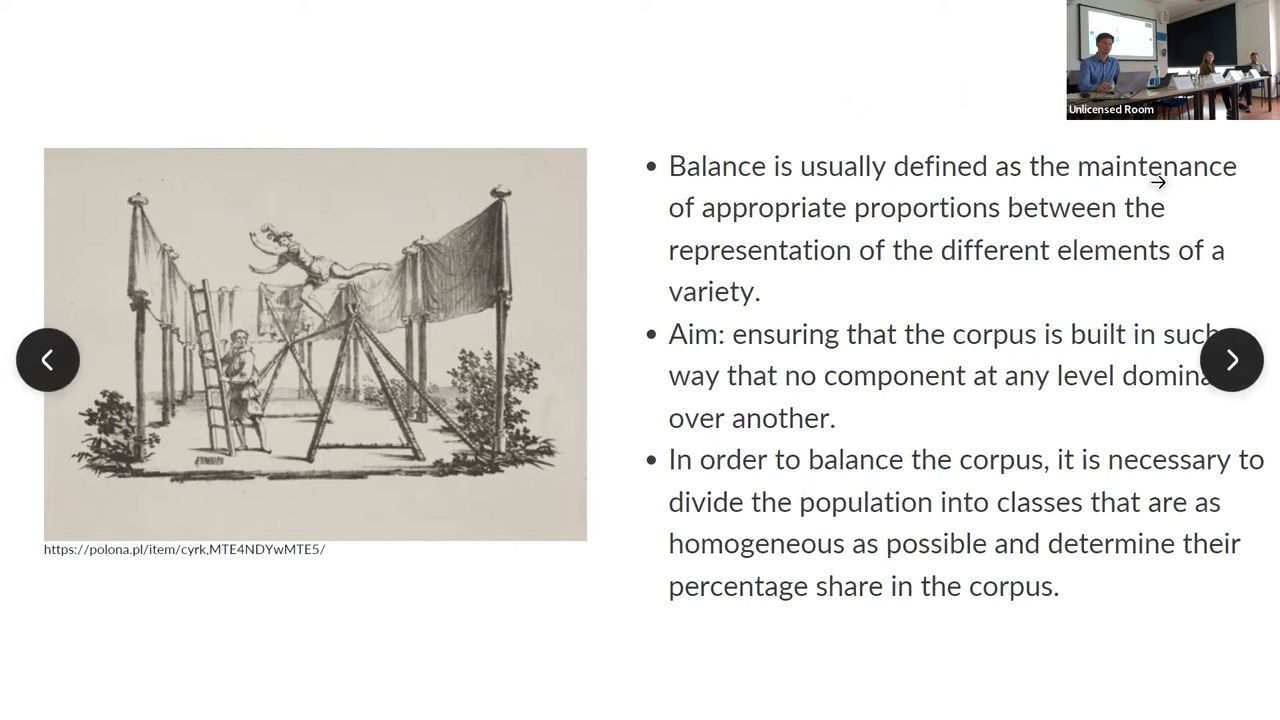 Unlicensed Room
• Balance is usually defined as the maintenance
of appropriate proportions between the
representation of the different elements of a
variety.
• Aim: ensuring that the corpus is built in such
way that no component at any level domina
over another.
• In order to balance the corpus, it is necessary to
divide the population into classes that are as
homogeneous as possible and determine their
percentage share in the corpus.
https://polona.pl/item/cyrk,MTE4NDYwMTE5/